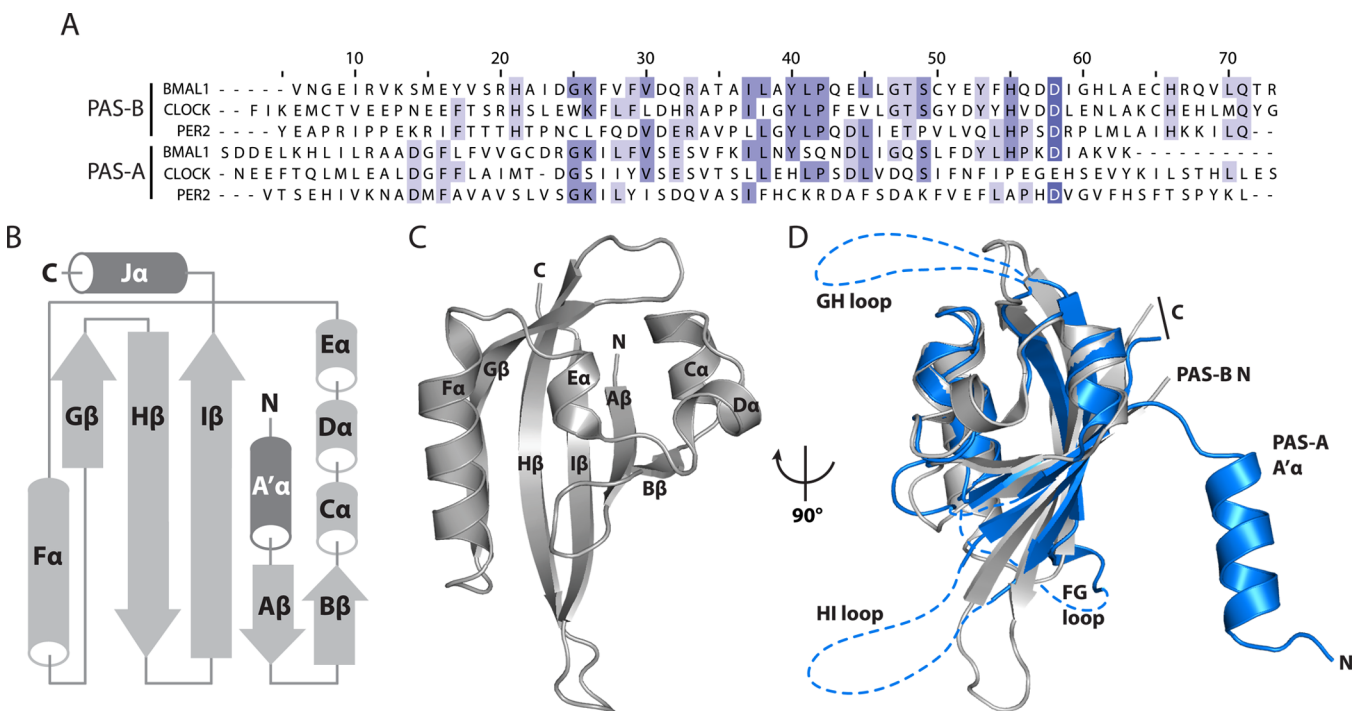 A
10 20 30 40 50 60 70
PAS-B
BMAL1 - - - - - V N G E I R V K S M E Y V S R H A I D G K F V F V D Q R A T A I L A Y L P Q E L L G T S C Y E Y F H Q D D I G H L A E C H R Q V L Q T R
CLOCK - - F I K E M C T V E E P N E E F T S R H S L E W K F L F L D H R A P P I I G Y L P F E V L G T S G Y D Y Y H V D D L E N L A K C H E H L M Q Y G
PER2 - - - - Y E A P R I P P E K R I F T T T H T P N C L F Q D V D E R A V P L L G Y L P Q D L I E T P V L V Q L H P S D R P L M L A I H K K I L Q - -
PAS-A
BMAL1 S D D E L K H L I L R A A D G F L F V V G C D R G K I L F V S E S V F K I L N Y S Q N D L I G Q S L F D Y L H P K D I A K V K - - - - - - - - - -
CLOCK - N E E F T Q L M L E A L D G F F L A I M T - D G S I I Y V S E S V T S L L E H L P S D L V D Q S I F N F I P E G E H S E V Y K I L S T H L L E S
PER2 - - - V T S E H I V K N A D M F A V A V S L V S G K I L Y I S D Q V A S I F H C K R D A F S D A K F V E F L A P H D V G V F H S F T S P Y K L - - -
B
C
Jα
Gβ
Hβ
Iβ
N
A′α
Eα
Dα
Cα
Fα
Aβ
Bβ
C
C
N
Fα
Gβ
Eα
Aβ
Cα
Dα
Hβ
Iβ
Bβ
90°
D
GH loop
C
PAS-B N
PAS-A
A′α
HI loop
FG
loop
N